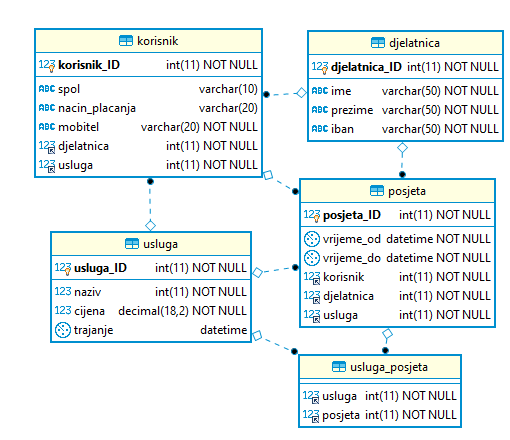 korisnik
korisnik_ID int(11) NOT NULL
ABC spol varchar(10)
ABC nacin_placanja varchar(20)
ABC mobitel varchar(20) NOT NULL
123 djelatnica int(11) NOT NULL
123 usluga int(11) NOT NULL
djelatnica
123 djelatnica_ID int(11) NOT NULL
ABC ime varchar(50) NOT NULL
ABC prezime varchar(50) NOT NULL
ABC iban varchar(50) NOT NULL
posjeta
123 posjeta_ID int(11) NOT NULL
vrijeme_od datetime NOT NULL
vrijeme_do datetime NOT NULL
123 korisnik int(11) NOT NULL
123 djelatnica int(11) NOT NULL
123 usluga int(11) NOT NULL
usluga
123 usluga_ID int(11) NOT NULL
123 naziv int(11) NOT NULL
123 cijena decimal(18,2) NOT NULL
trajanje datetime
usluga_posjeta
123 usluga int(11) NOT NULL
123 posjeta int(11) NOT NULL